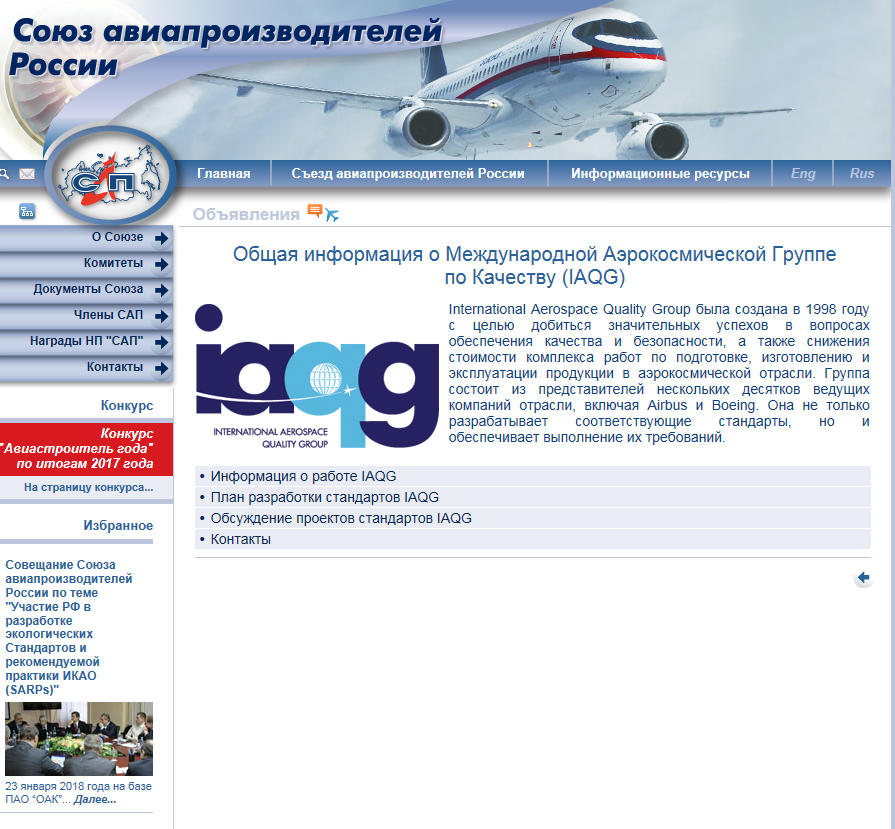 Союз авиапроизводителей
России
САП
Главная
Съезд авиапроизводителей России
Информационные ресурсы
Eng
Rus
Объявления
О Союзе
Комитеты
Документы Союза
Члены САП
Награды НП "САП"
Контакты
Конкурс
Конкурс
"Авиастроитель года"
по итогам 2017 года
На страницу конкурса...
Избранное
Совещание Союза
авиапроизводителей
России по теме
"Участие РФ в
разработке
экологических
Стандартов и
рекомендуемой
практики ИКАО
(SARPs)"
23 января 2018 года на базе
ПАО “ОАК”... Далее...
Общая информация о Международной Аэрокосмической Группе
по Качеству (IAQG)
iaqg
INTERNATIONAL AEROSPACE
QUALITY GROUP
International Aerospace Quality Group была создана в 1998 году
с целью добиться значительных успехов в вопросах
обеспечения качества и безопасности, а также снижения
стоимости комплекса работ по подготовке, изготовлению и
эксплуатации продукции в аэрокосмической отрасли. Группа
состоит из представителей нескольких десятков ведущих
компаний отрасли, включая Airbus и Boeing. Она не только
разрабатывает соответствующие стандарты, но и
обеспечивает выполнение их требований.
• Информация о работе IAQG
• План разработки стандартов IAQG
• Обсуждение проектов стандартов IAQG
• Контакты